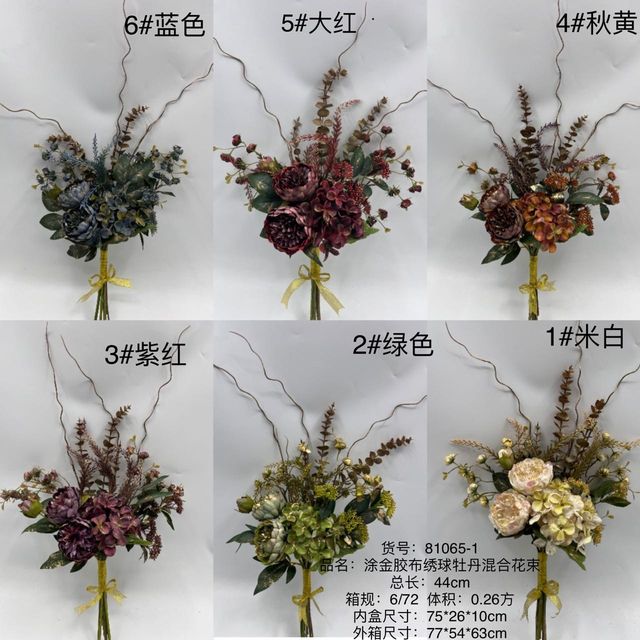 6#蓝色
5#大红
4#秋黄
3#紫红
2#绿色
1#米白
货号：81065-1
品名：涂金胶布绣球牡丹混合花束
总长：44cm
箱规：6/72 体积：0.26方
内盒尺寸：75*26*10cm
外箱尺寸：77*54*63cm